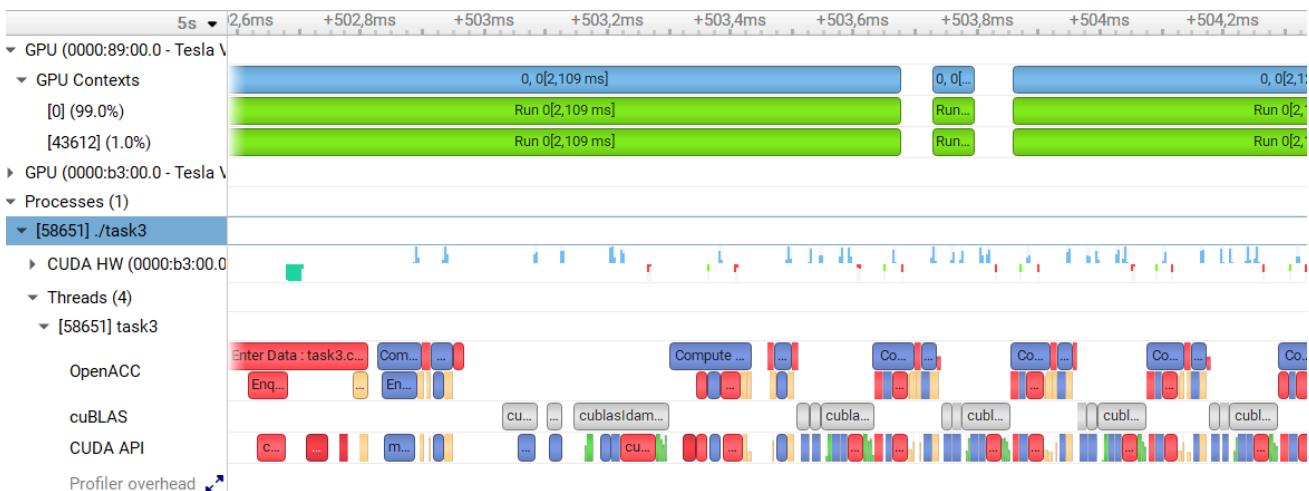 5s 2,6ms +502,8ms +503ms +503,2ms +503,4ms +503,6ms +503,8ms +504ms +504,2ms
GPU (0000:89:00.0 - Tesla V
GPU Contexts 0, 0[2,109 ms] 0, 0[... 0, 0[2,1
[0] (99.0%) Run 0[2,109 ms] Run... Run 0[2,
[43612] (1.0%) Run 0[2,109 ms] Run... Run 0[2,
GPU (0000:b3:00.0 - Tesla V
Processes (1)
[58651] ./task3
CUDA HW (0000:b3:00.0
Threads (4)
[58651] task3
Enter Data : task3.c... Com... ... Compute ... ... Co... ... Co... ... Co... ... Co...
OpenACC
Enq... ... En... ... ... ... ... ...
cuBLAS cu... ... cublasIdam... cubla... cubl... cubl... cubl...
CUDA API c... ... m... ... cu... ... ... ... ... ... ... ... ...
Profiler overhead